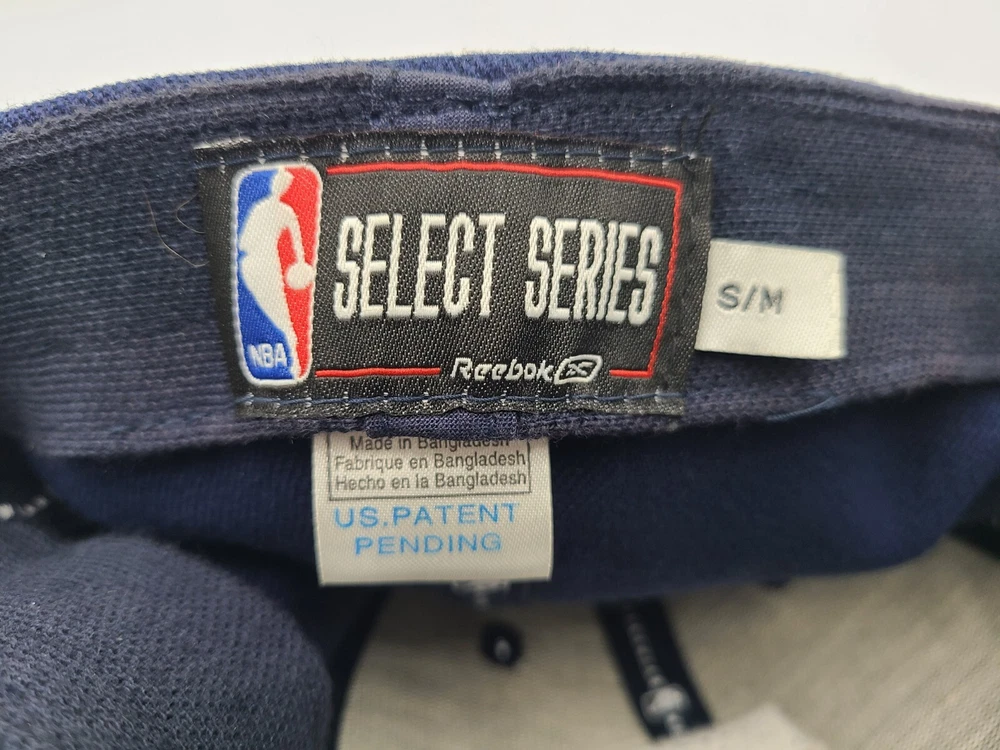 SELECT SERIES
NBA
Reebok
S/M
Made in Bangladesh
Fabrique en Bangladesh
Hecho en la Bangladesh
US.PATENT
PENDING